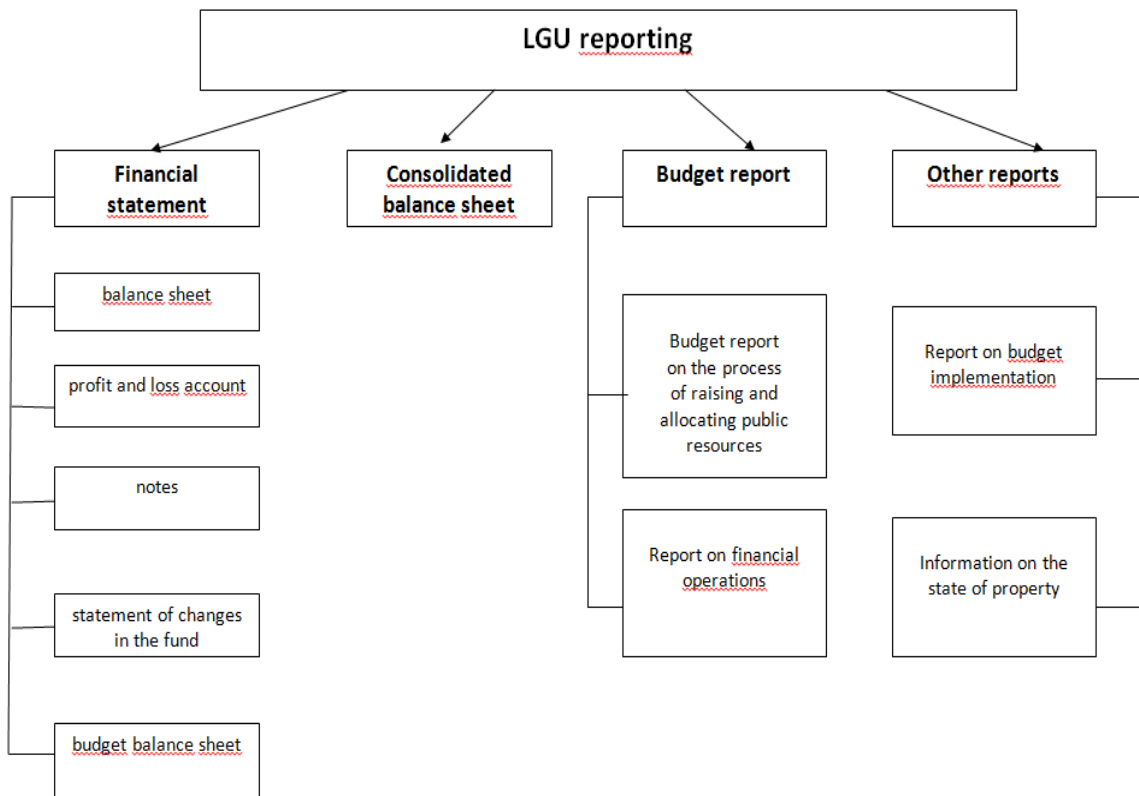 LGU reporting
Financial
statement
Consolidated
balance sheet
Budget report
Other reports
balance sheet
profit and loss account
notes
statement of changes
in the fund
budget balance sheet
Budget report
on the process
of raising and
allocating public
resources
Report on financial
operations
Report on budget
implementation
Information on the
state of property